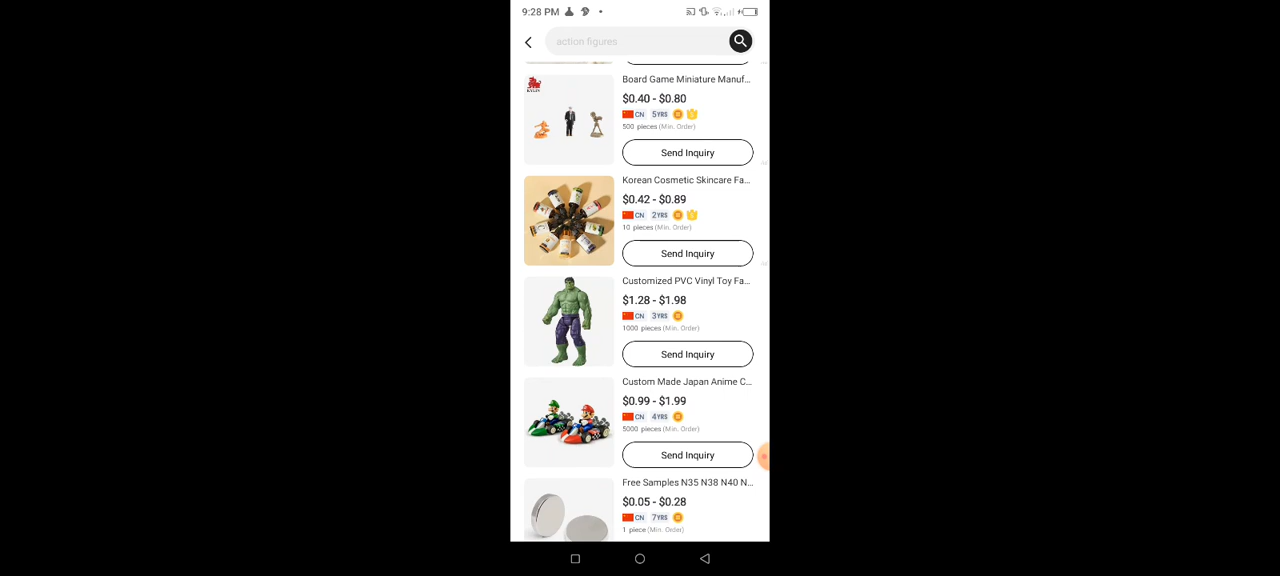 9:28 PM
action figures
Board Game Miniature Manuf...
$0.40 - $0.80
CN 5YRS
500 pieces (Min. Order)
Send Inquiry
Korean Cosmetic Skincare Fa...
$0.42 - $0.89
CN 2YRS
10 pieces (Min. Order)
Send Inquiry
Customized PVC Vinyl Toy Fa...
$1.28 - $1.98
CN 3YRS
1000 pieces (Min. Order)
Send Inquiry
Custom Made Japan Anime C...
$0.99 - $1.99
CN 4YRS
5000 pieces (Min. Order)
Send Inquiry
Free Samples N35 N38 N40 N...
$0.05 - $0.28
CN 7YRS
1 piece (Min. Order)